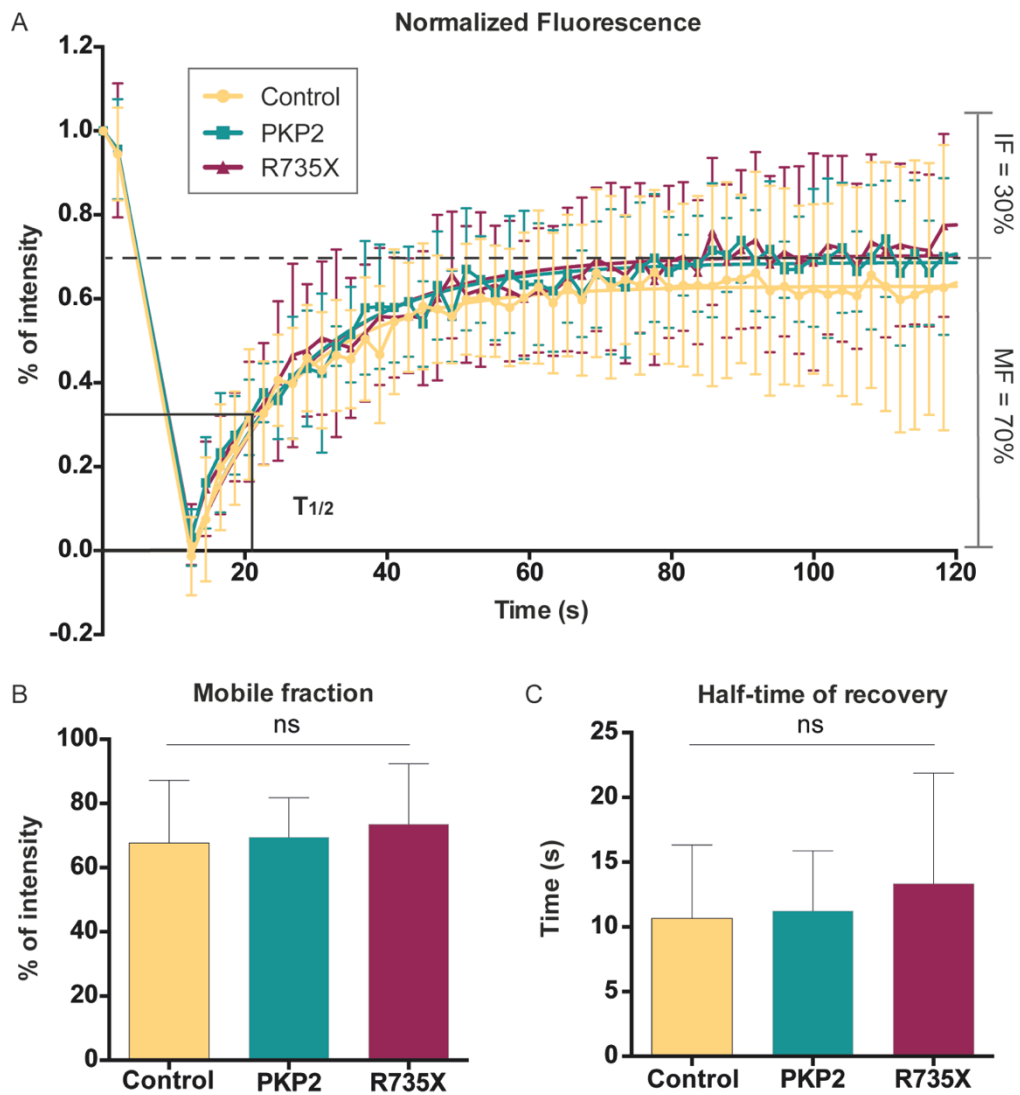 A
Normalized Fluorescence
1.2
1.0
0.8
0.6
0.4
0.2
0.0
-0.2
% of intensity
Control
PKP2
R735X
T1/2
20
40
60
80
100
120
Time (s)
IF = 30%
MF = 70%
B
Mobile fraction
ns
100
80
60
40
20
0
% of intensity
Control
PKP2
R735X
C
Half-time of recovery
ns
25
20
15
10
5
0
Time (s)
Control
PKP2
R735X